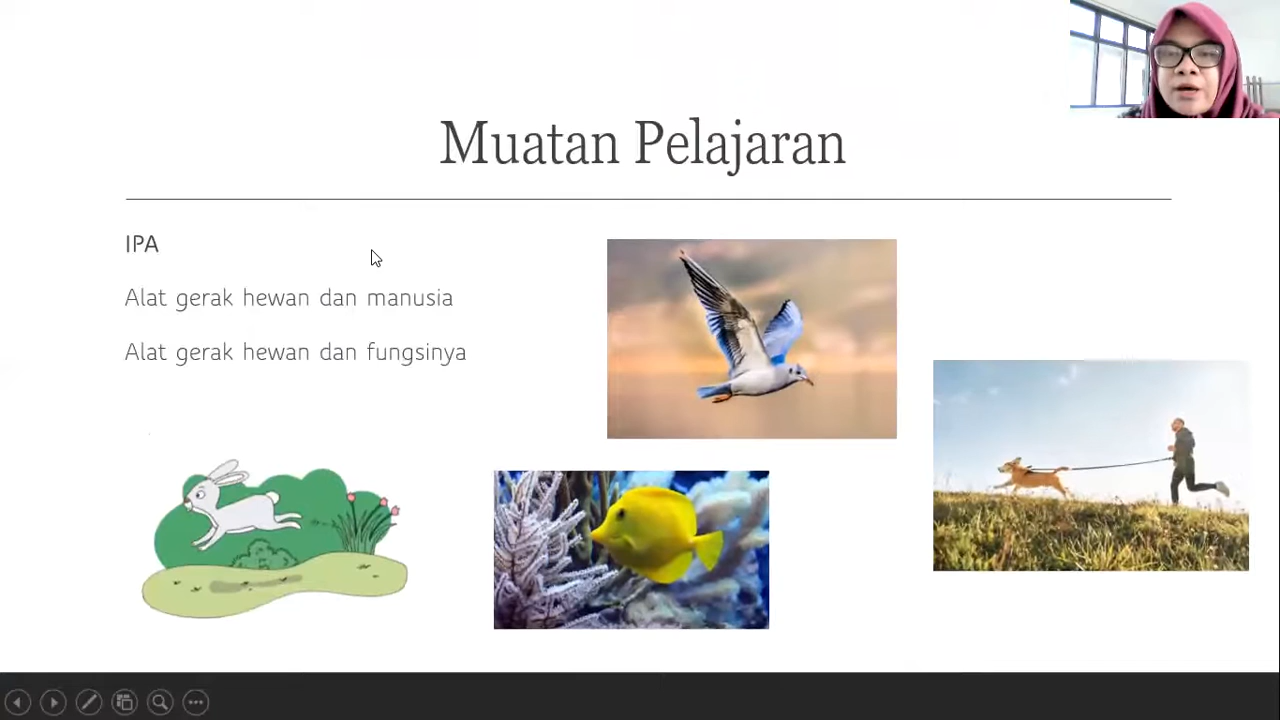 Muatan Pelajaran
IPA
Alat gerak hewan dan manusia
Alat gerak hewan dan fungsinya